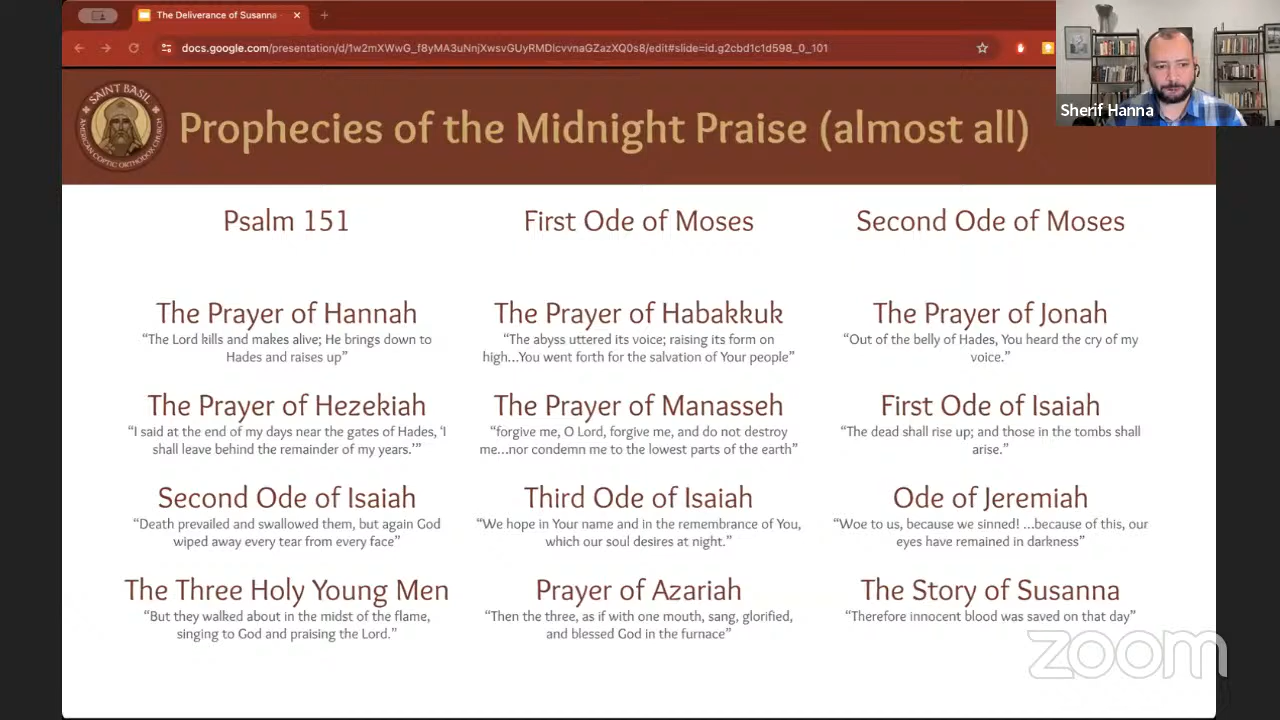 The Deliverance of Susanna
docs.google.com/presentation/d/1w2mXWwG_f8yMA3uNnjXwsvGUyRMDlcvvnaGZazXQ0s8/edit#slide=id.g2cbd1c1d598_0_101
Sherif Hanna
SAINT BASIL
AMERICAN COPTIC ORTHODOX CHURCH
Prophecies of the Midnight Praise (almost all)
Psalm 151
First Ode of Moses
Second Ode of Moses
The Prayer of Hannah
“The Lord kills and makes alive; He brings down to
Hades and raises up”
The Prayer of Habakkuk
“The abyss uttered its voice; raising its form on
high...You went forth for the salvation of Your people”
The Prayer of Jonah
“Out of the belly of Hades, You heard the cry of my
voice.”
The Prayer of Hezekiah
“I said at the end of my days near the gates of Hades, ‘I
shall leave behind the remainder of my years.’”
The Prayer of Manasseh
“forgive me, O Lord, forgive me, and do not destroy
me...nor condemn me to the lowest parts of the earth”
First Ode of Isaiah
“The dead shall rise up; and those in the tombs shall
arise.”
Second Ode of Isaiah
“Death prevailed and swallowed them, but again God
wiped away every tear from every face”
Third Ode of Isaiah
“We hope in Your name and in the remembrance of You,
which our soul desires at night.”
Ode of Jeremiah
“Woe to us, because we sinned! ...because of this, our
eyes have remained in darkness”
The Three Holy Young Men
“But they walked about in the midst of the flame,
singing to God and praising the Lord.”
Prayer of Azariah
“Then the three, as if with one mouth, sang, glorified,
and blessed God in the furnace”
The Story of Susanna
“Therefore innocent blood was saved on that day”
zoom